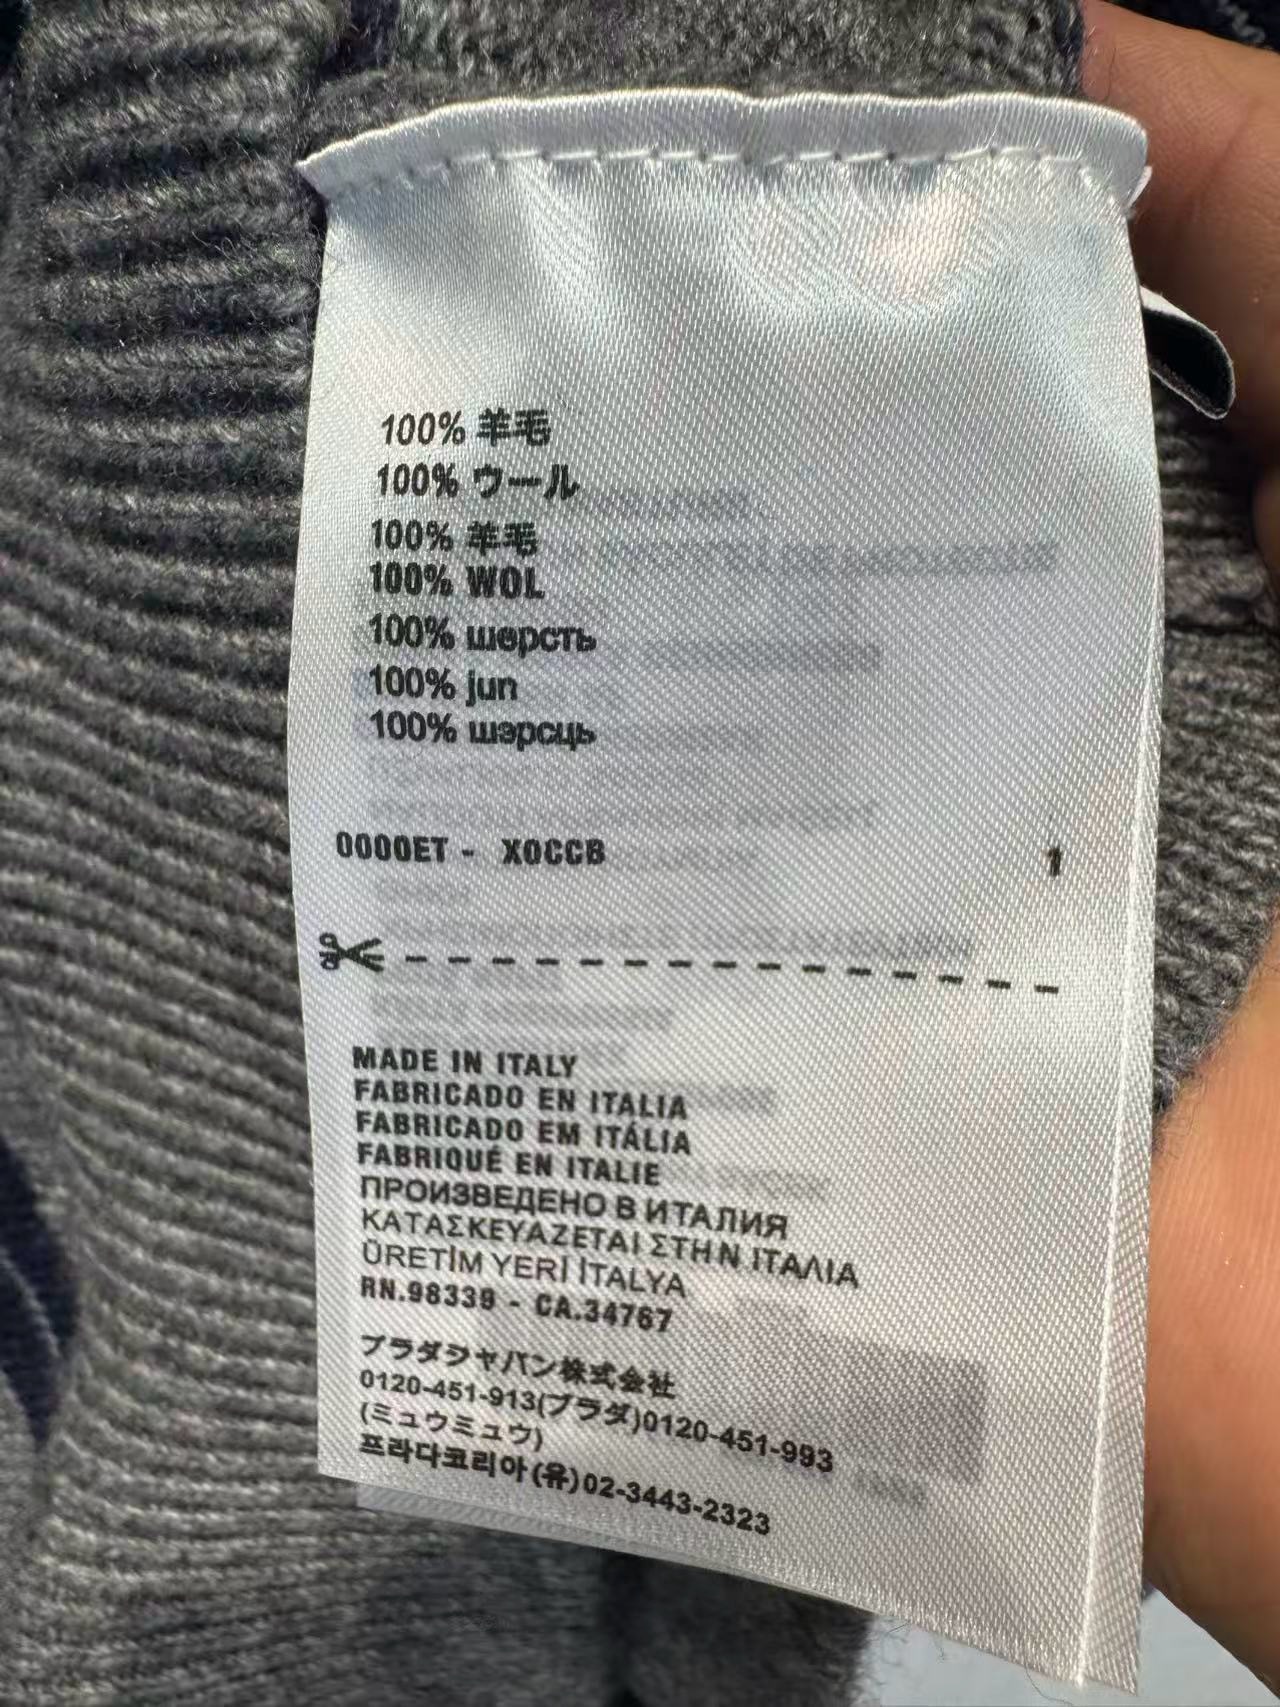 100% 羊毛
100% ウール
100% 羊毛
100% WOL
100% шерсть
100% jun
100% шэрсць
0000ET - X0CCB 1
MADE IN ITALY
FABRICADO EN ITALIA
FABRICADO EM ITÁLIA
FABRIQUÉ EN ITALIE
ПРОИЗВЕДЕНО В ИТАЛИЯ
ΚΑΤΑΣΚΕΥΑΖΕΤΑΙ ΣΤΗΝ ΙΤΑΛΙΑ
ÜRETİM YERİ İTALYA
RN.98339 - CA.34767
プラダジャパン株式会社
0120-451-913(プラダ)0120-451-993
(ミュウミュウ)
프라다코리아(유)02-3443-2323